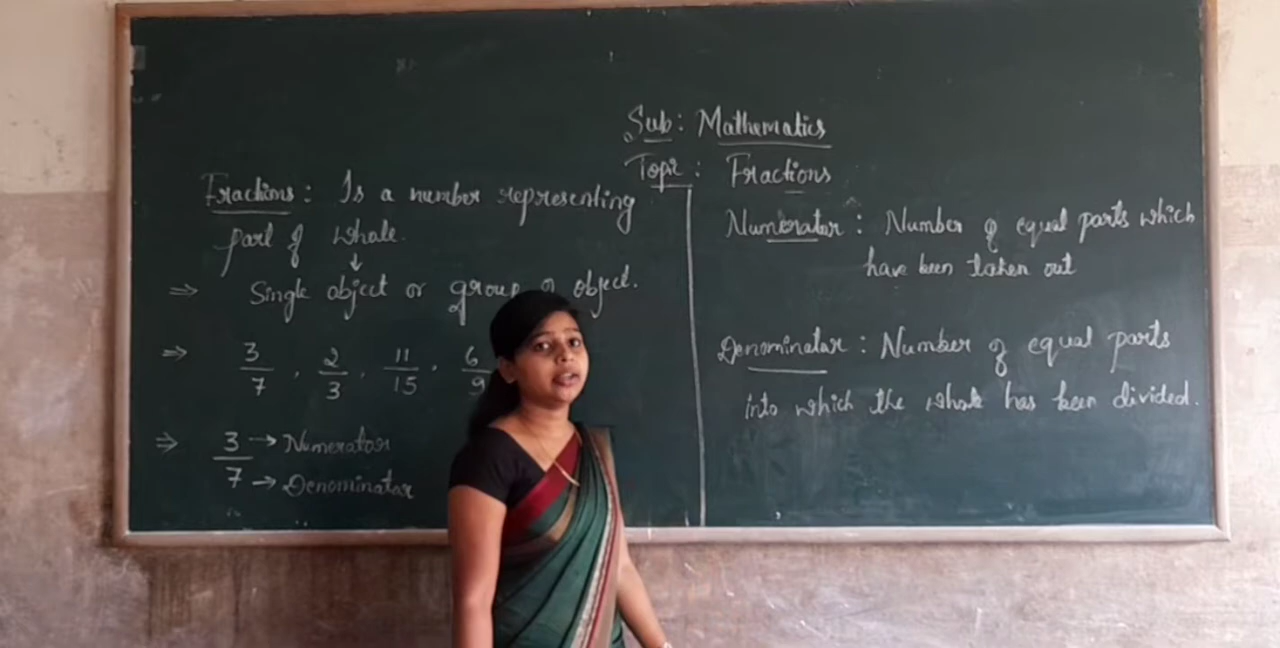 Sub: Mathematics
Topic: Fractions
Fractions: Is a number representing
part of whole.
↓
⇒ Single object or group o object.
⇒ 3/7, 2/3, 11/15, 6/9
⇒ 3 → Numerator
7 → Denominator
Numerator: Number of equal parts which
have been taken out
Denominator: Number of equal parts
into which the whole has been divided.